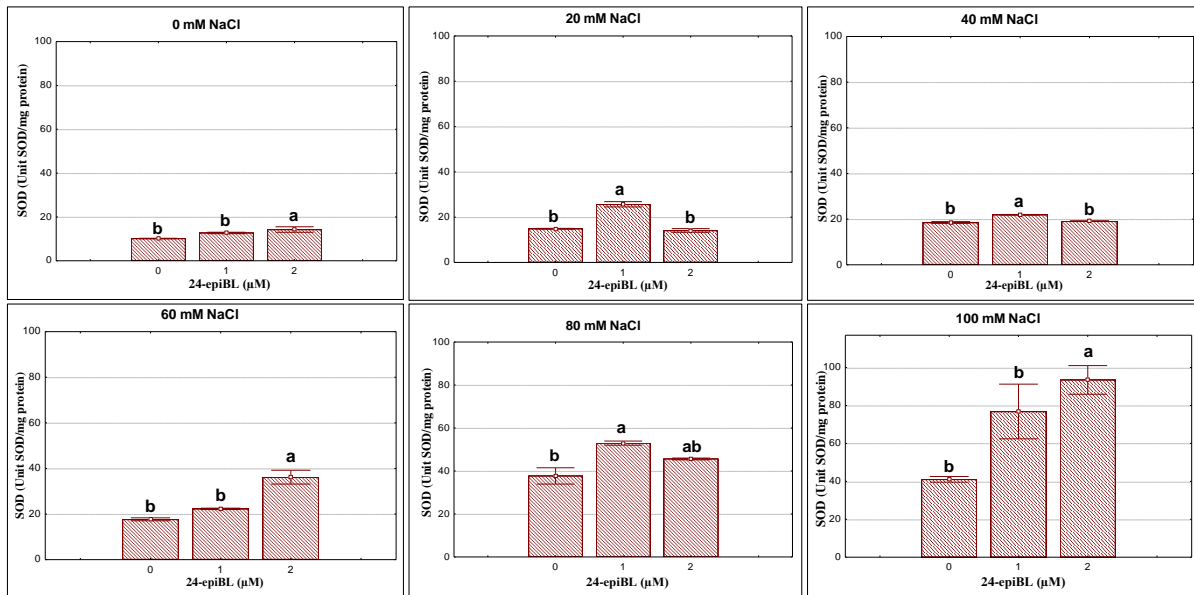 0 mM NaCl
SOD (Unit SOD/mg protein)
100
80
60
40
20
0
b b a
0 1 2
24-epiBL (µM)
20 mM NaCl
SOD (Unit SOD/mg protein)
100
80
60
40
20
0
b a b
0 1 2
24-epiBL (µM)
40 mM NaCl
SOD (Unit SOD/mg protein)
100
80
60
40
20
0
b a b
0 1 2
24-epiBL (µM)
60 mM NaCl
SOD (Unit SOD/mg protein)
100
80
60
40
20
0
b b a
0 1 2
24-epiBL (µM)
80 mM NaCl
SOD (Unit SOD/mg protein)
100
80
60
40
20
0
b a ab
0 1 2
24-epiBL (µM)
100 mM NaCl
SOD (Unit SOD/mg protein)
100
80
60
40
20
0
b b a
0 1 2
24-epiBL (µM)